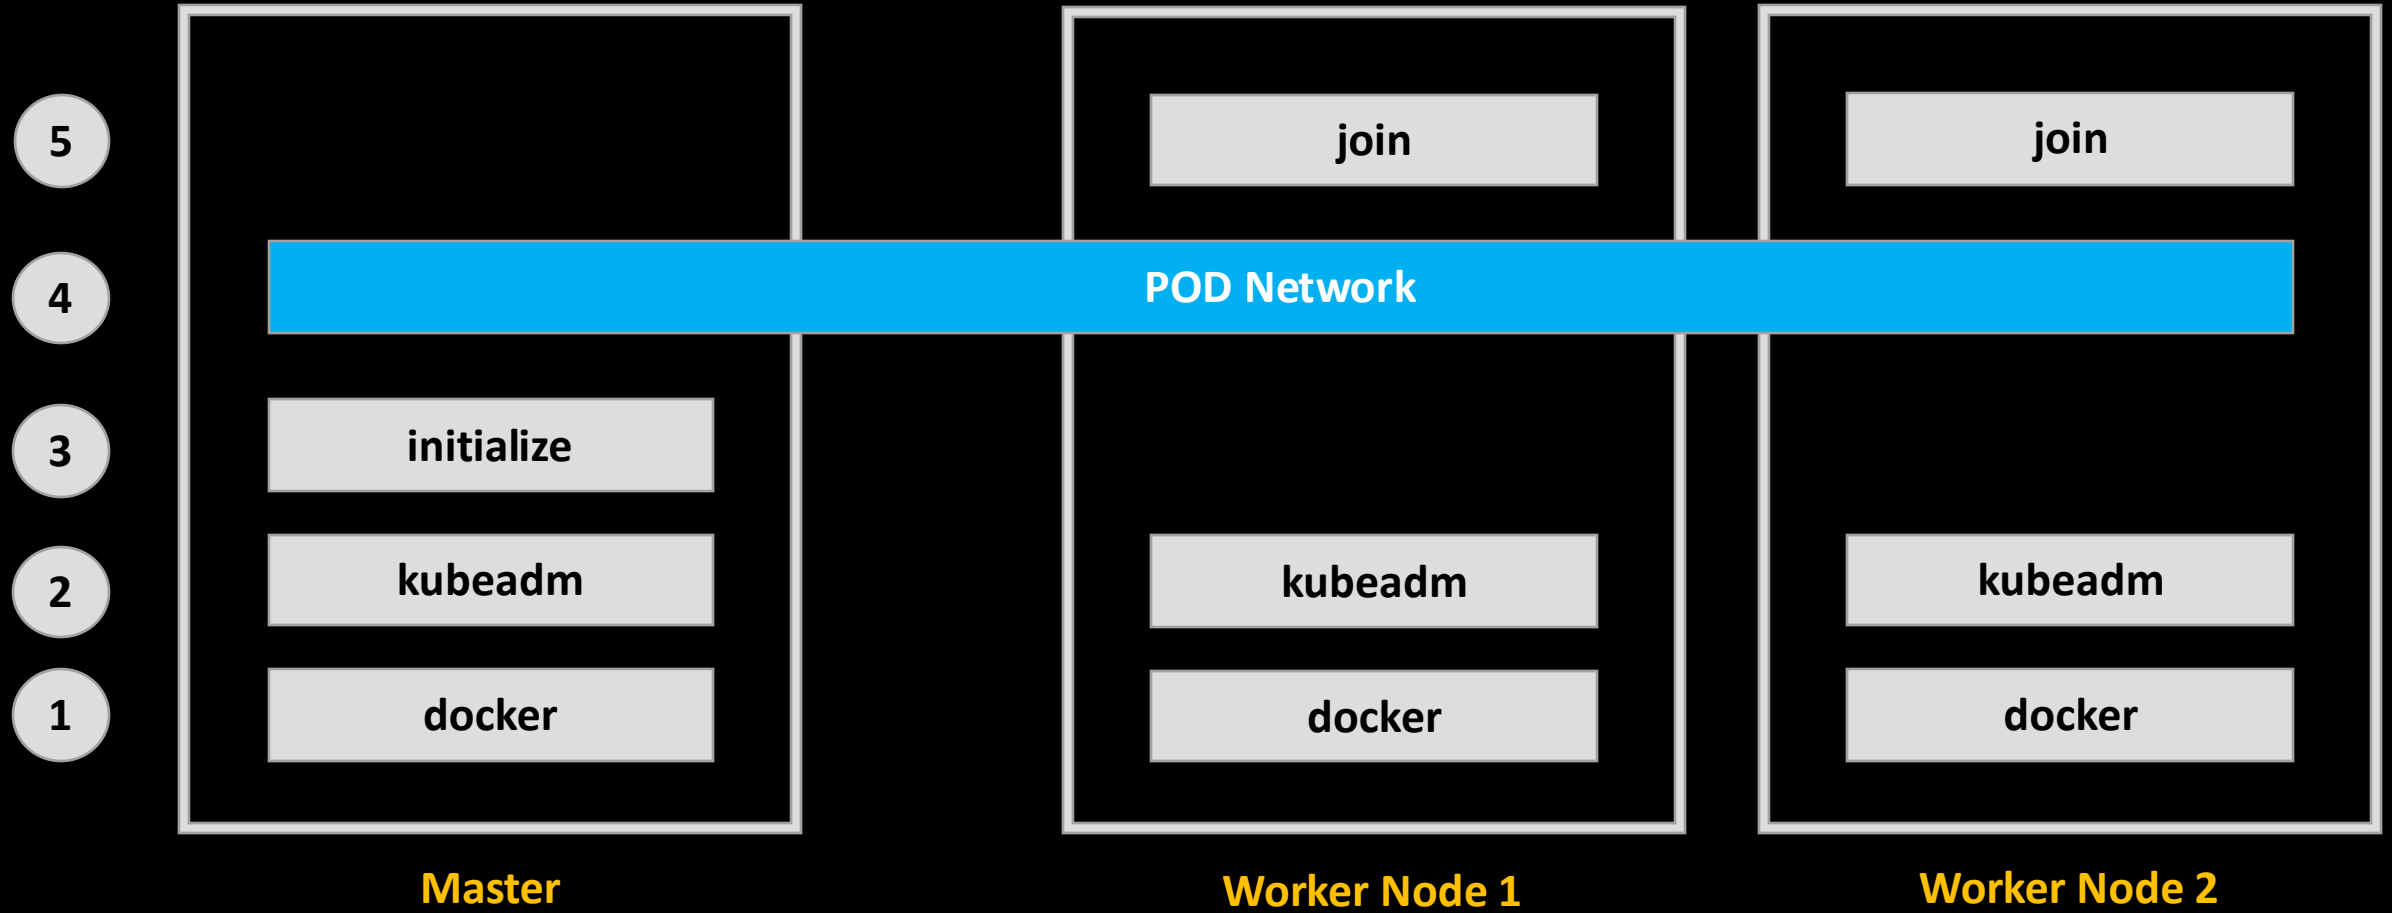 5
join
join
4
POD Network
3
initialize
2
kubeadm
kubeadm
kubeadm
1
docker
docker
docker
Master
Worker Node 1
Worker Node 2